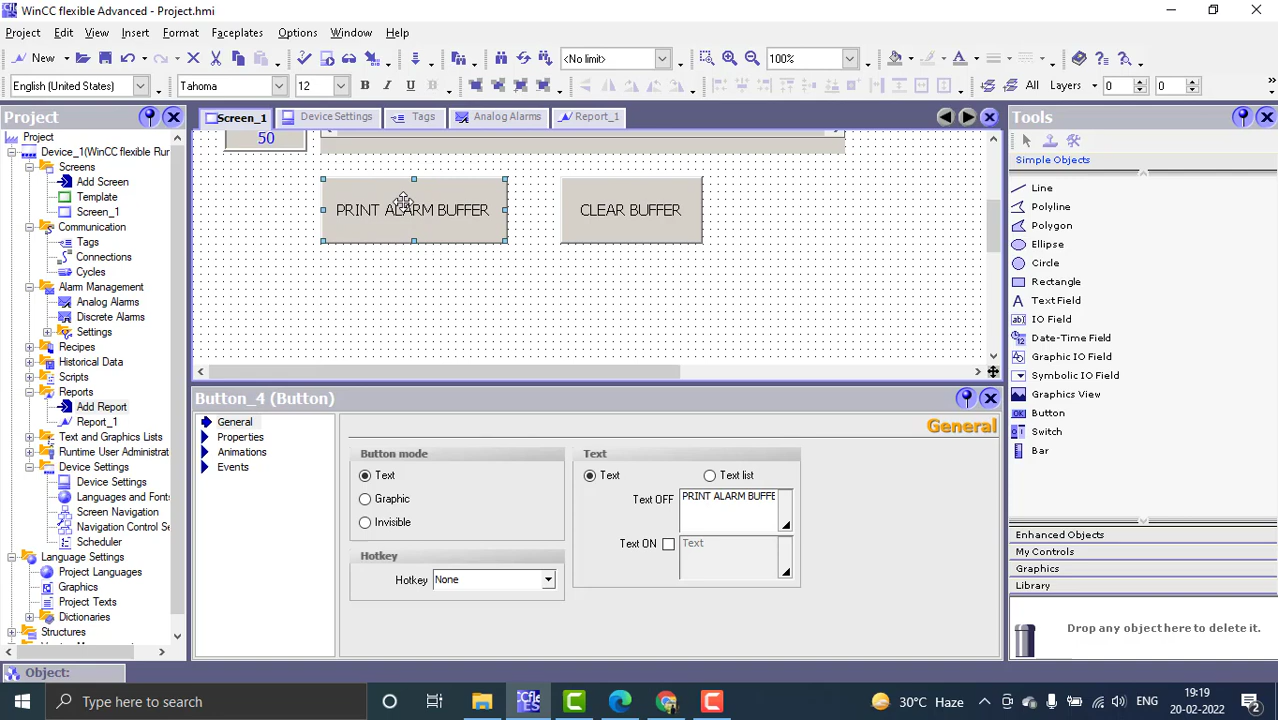 WinCC flexible Advanced - Project.hmi
Project Edit View Insert Format Faceplates Options Window Help
New <No limit> 100%
English (United States) Tahoma 12 B I U All Layers 0 0
Project
Screen_1 Device Settings Tags Analog Alarms Report_1
Tools
Project
Device_1(WinCC flexible Run
Screens
Add Screen
Template
Screen_1
Communication
Tags
Connections
Cycles
Alarm Management
Analog Alarms
Discrete Alarms
Settings
Recipes
Historical Data
Scripts
Reports
Add Report
Report_1
Text and Graphics Lists
Runtime User Administrat
Device Settings
Device Settings
Languages and Fonts
Screen Navigation
Navigation Control Se
Scheduler
Language Settings
Project Languages
Graphics
Project Texts
Dictionaries
Structures
50
PRINT ALARM BUFFER
CLEAR BUFFER
Button_4 (Button)
General
Properties
Animations
Events
General
Button mode
Text
Graphic
Invisible
Hotkey
Hotkey None
Text
Text Text list
Text OFF PRINT ALARM BUFFE
Text ON Text
Simple Objects
Line
Polyline
Polygon
Ellipse
Circle
Rectangle
Text Field
IO Field
Date-Time Field
Graphic IO Field
Symbolic IO Field
Graphics View
Button
Switch
Bar
Enhanced Objects
My Controls
Graphics
Library
Drop any object here to delete it.
Object:
Type here to search
30°C Haze
ENG
19:19
20-02-2022
2